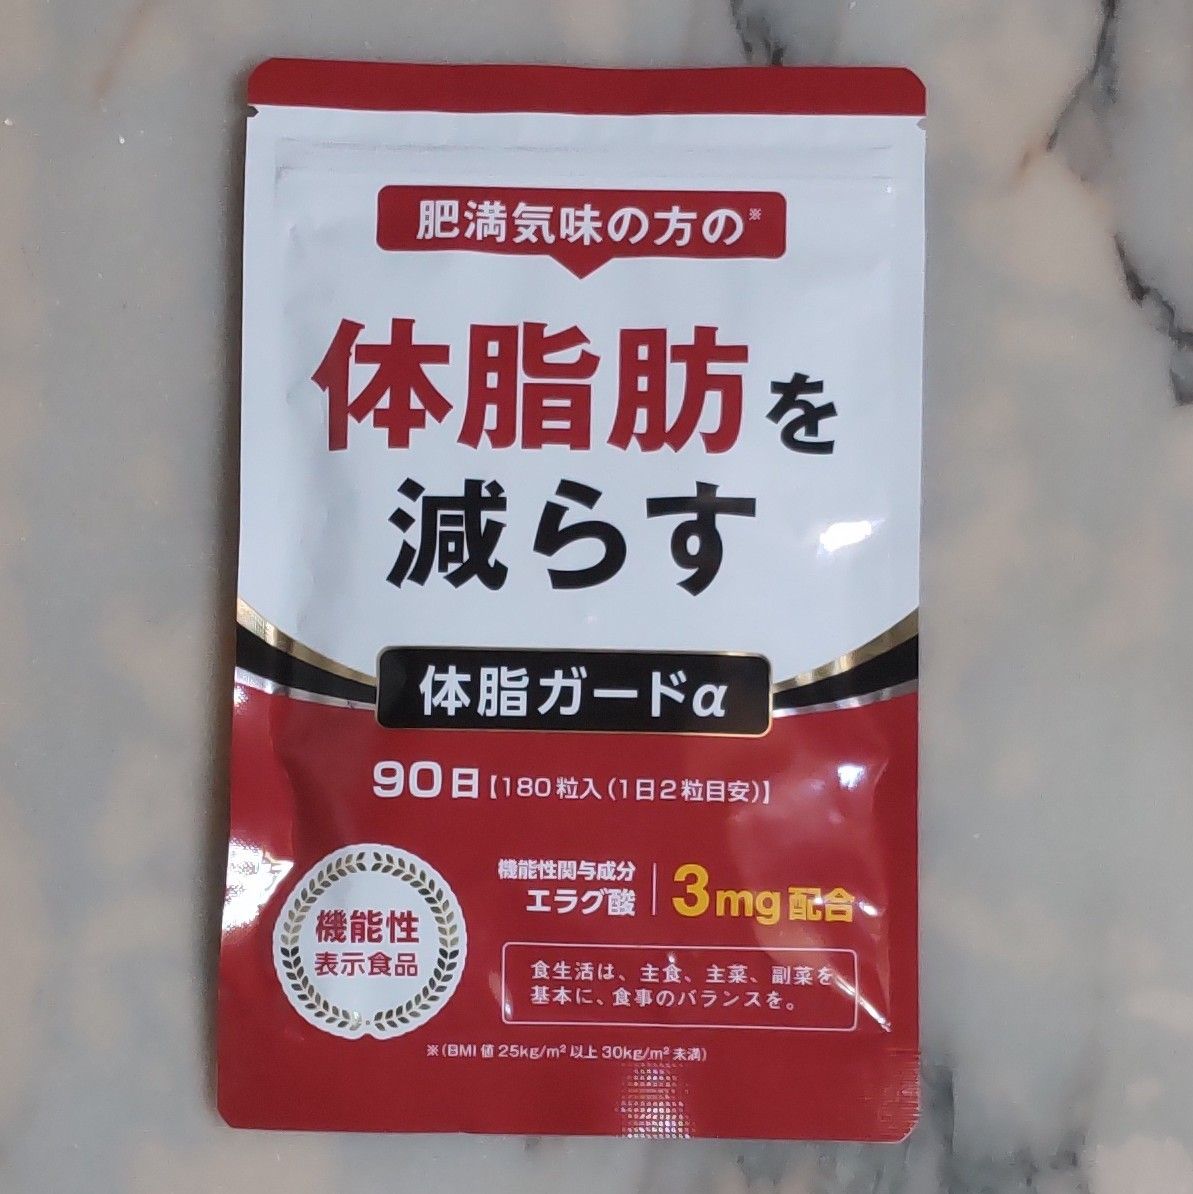 肥満気味の方の※
体脂肪を
減らす
体脂ガードα
90日【180粒入(1日2粒目安)】
機能性関与成分
エラグ酸
3mg配合
機能性
表示食品
食生活は、主食、主菜、副菜を
基本に、食事のバランスを。
※(BMI値25kg/m²以上30kg/m²未満)